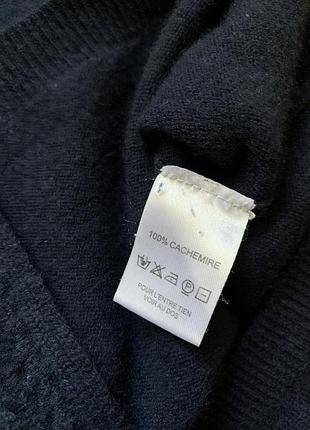 100% CACHEMIRE
POUR L'ENTRETIEN
VOIR AU DOS